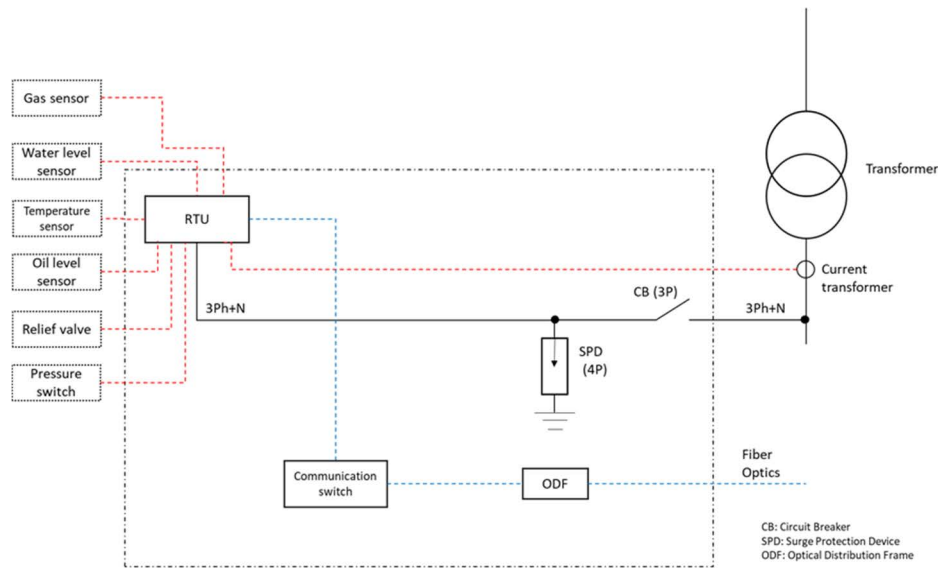 Gas sensor
Water level
sensor
Temperature
sensor
Oil level
sensor
Relief valve
Pressure
switch
RTU
3Ph+N
CB (3P)
3Ph+N
SPD
(4P)
Transformer
Current
transformer
Communication
switch
ODF
Fiber
Optics
CB: Circuit Breaker
SPD: Surge Protection Device
ODF: Optical Distribution Frame